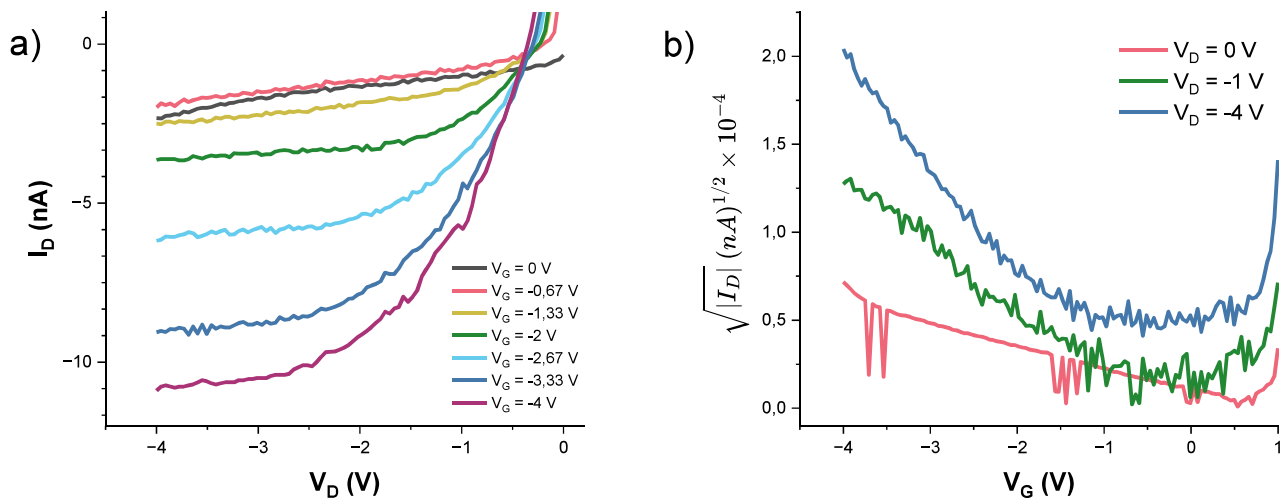 a)
0
−5
−10
I_D (nA)
−4 −3 −2 −1 0
V_D (V)
V_G = 0 V
V_G = -0,67 V
V_G = -1,33 V
V_G = -2 V
V_G = -2,67 V
V_G = -3,33 V
V_G = -4 V
b)
2,0
1,5
1,0
0,5
0,0
√|I_D| (nA)^{1/2} × 10^{−4}
−4 −3 −2 −1 0 1
V_G (V)
V_D = 0 V
V_D = -1 V
V_D = -4 V